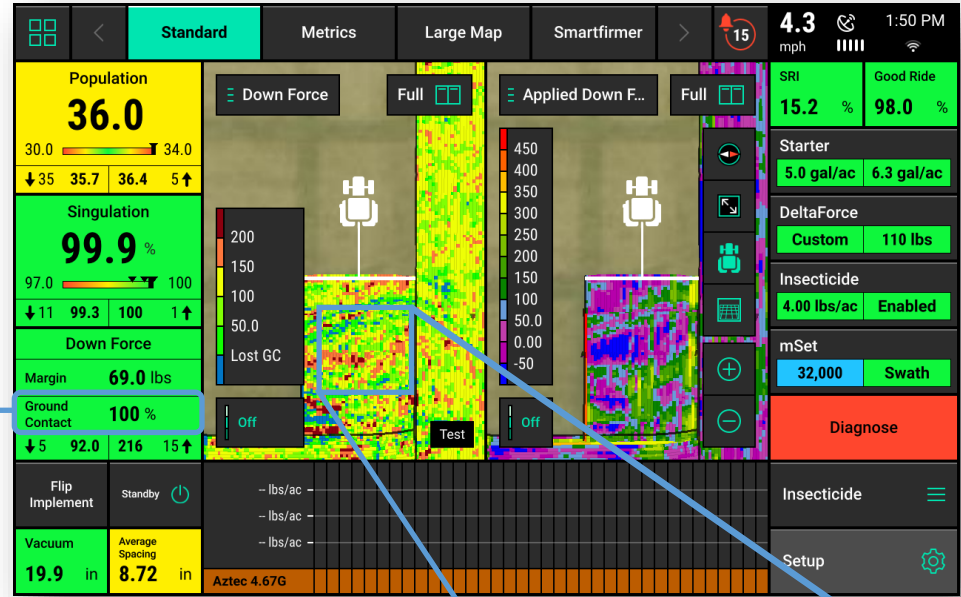 Standard
Metrics
Large Map
Smartfirmer
15
4.3
mph
1:50 PM
Population
36.0
30.0 34.0
35 35.7 36.4 5
Singulation
99.9 %
97.0 100
11 99.3 100 1
Down Force
Margin 69.0 lbs
Ground
Contact 100 %
5 92.0 216 15
Flip
Implement
Standby
Vacuum
19.9 in
Average
Spacing
8.72 in
Down Force
Full
200
150
100
50.0
Lost GC
Off
Test
Applied Down F...
Full
450
400
350
300
250
200
150
100
50.0
0.00
-50
Off
-- lbs/ac
-- lbs/ac
-- lbs/ac
Aztec 4.67G
SRI
15.2 %
Good Ride
98.0 %
Starter
5.0 gal/ac 6.3 gal/ac
DeltaForce
Custom 110 lbs
Insecticide
4.00 lbs/ac Enabled
mSet
32,000 Swath
Diagnose
Insecticide
Setup